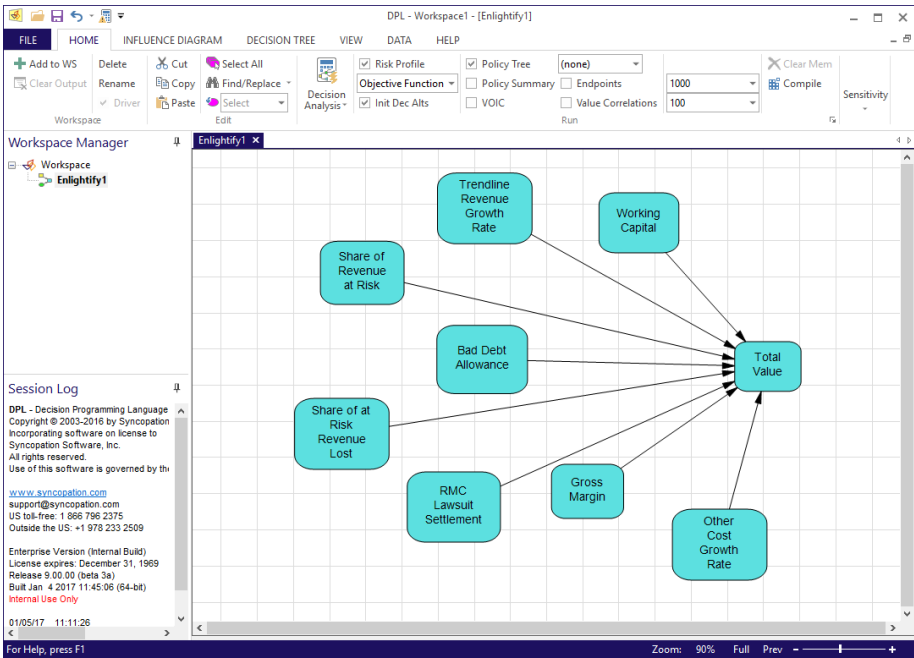 DPL - Workspace1 - [Enlightify1]
FILE HOME INFLUENCE DIAGRAM DECISION TREE VIEW DATA HELP
Add to WS Delete Cut Select All Risk Profile Policy Tree (none) Clear Mem
Clear Output Rename Copy Find/Replace Objective Function Policy Summary Endpoints 1000 Compile
Driver Paste Select Decision Analysis Init Dec Alts VOIC Value Correlations 100 Sensitivity
Workspace Edit Run
Workspace Manager
Workspace
Enlightify1
Enlightify1
Trendline
Revenue
Growth
Rate
Working
Capital
Share of
Revenue
at Risk
Bad Debt
Allowance
Total
Value
Share of at
Risk
Revenue
Lost
RMC
Lawsuit
Settlement
Gross
Margin
Other
Cost
Growth
Rate
Session Log
DPL - Decision Programming Language
Copyright © 2003-2016 by Syncopation
Incorporating software on license to
Syncopation Software, Inc.
All rights reserved.
Use of this software is governed by the
www.syncopation.com
support@syncopation.com
US toll-free: 1 866 796 2375
Outside the US: +1 978 233 2509
Enterprise Version (Internal Build)
License expires: December 31, 1969
Release 9.00.00 (beta 3a)
Built Jan 4 2017 11:45:06 (64-bit)
Internal Use Only
01/05/17 11:11:26
For Help, press F1 Zoom: 90% Full Prev